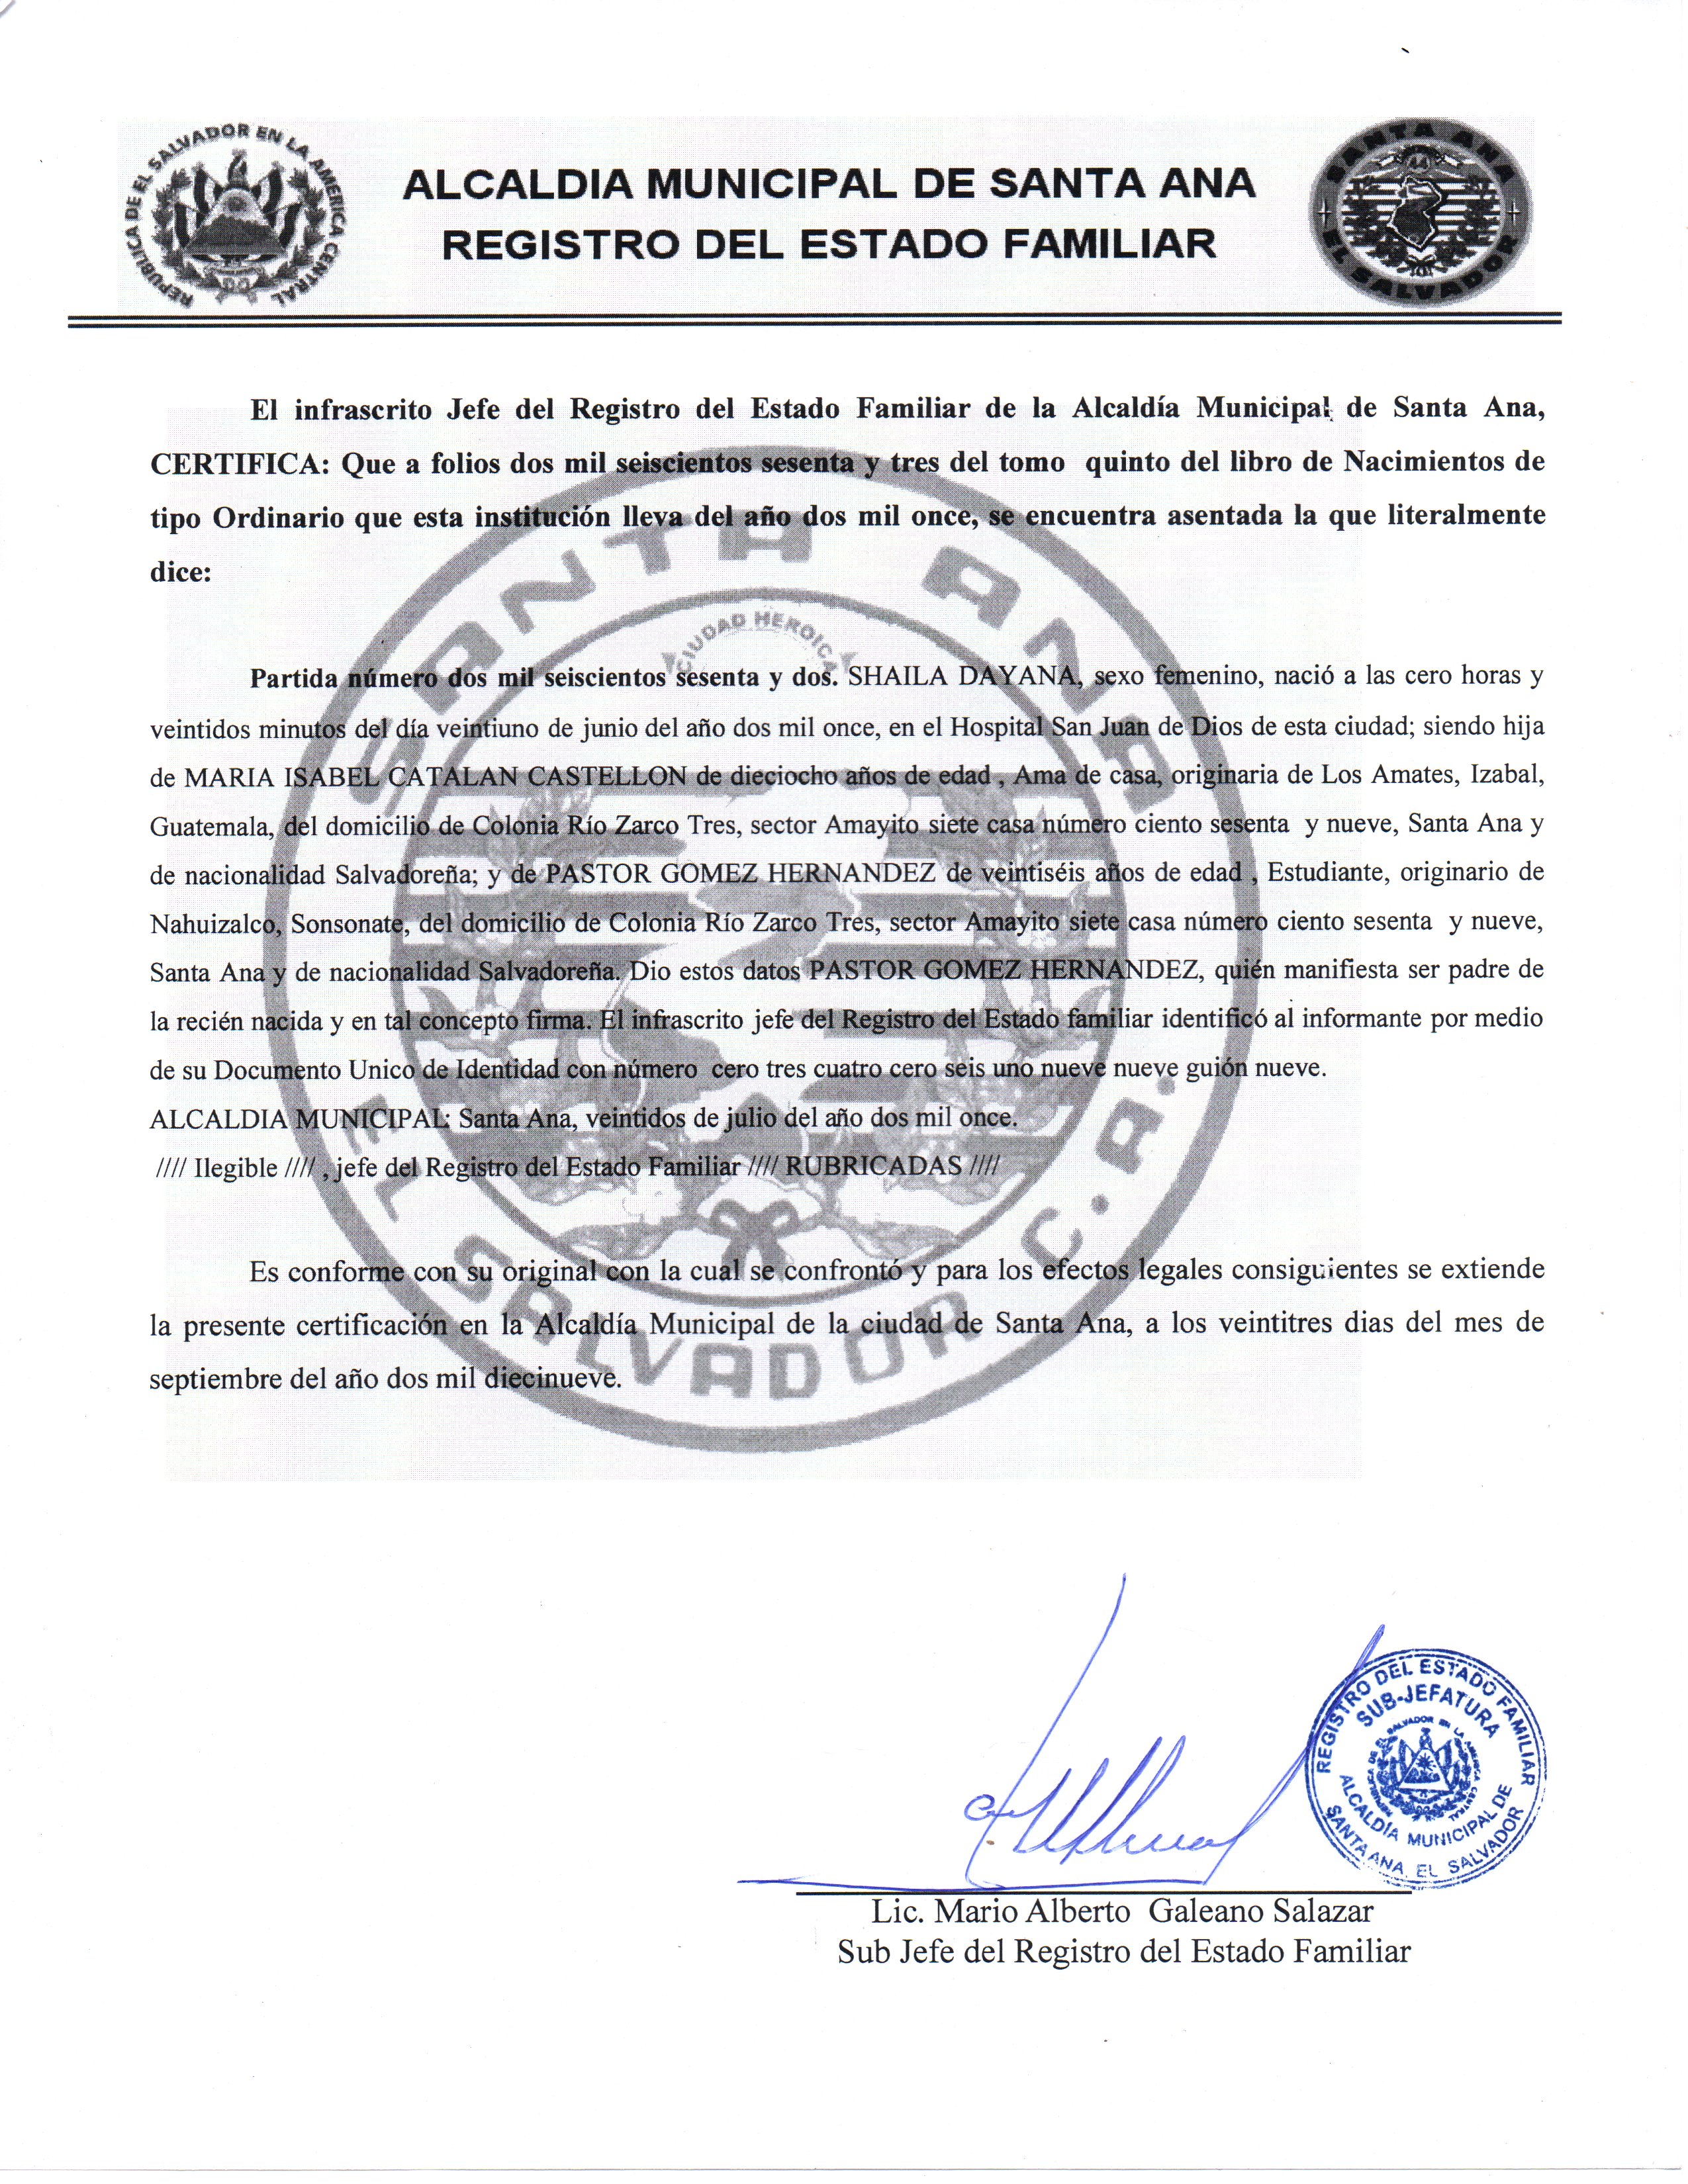 REPUBLICA DE EL SALVADOR EN LA AMERICA CENTRAL
ALCALDIA MUNICIPAL DE SANTA ANA
REGISTRO DEL ESTADO FAMILIAR
SANTA ANA
EL SALVADOR
El infrascrito Jefe del Registro del Estado Familiar de la Alcaldía Municipal de Santa Ana,
CERTIFICA: Que a folios dos mil seiscientos sesenta y tres del tomo quinto del libro de Nacimientos de
tipo Ordinario que esta institución lleva del año dos mil once, se encuentra asentada la que literalmente
dice:
SANTA ANA
CIUDAD HEROICA
EL SALVADOR C.A.
Partida número dos mil seiscientos sesenta y dos. SHAILA DAYANA, sexo femenino, nació a las cero horas y
veintidos minutos del día veintiuno de junio del año dos mil once, en el Hospital San Juan de Dios de esta ciudad; siendo hija
de MARIA ISABEL CATALAN CASTELLON de dieciocho años de edad , Ama de casa, originaria de Los Amates, Izabal,
Guatemala, del domicilio de Colonia Río Zarco Tres, sector Amayito siete casa número ciento sesenta y nueve, Santa Ana y
de nacionalidad Salvadoreña; y de PASTOR GOMEZ HERNANDEZ de veintiséis años de edad , Estudiante, originario de
Nahuizalco, Sonsonate, del domicilio de Colonia Río Zarco Tres, sector Amayito siete casa número ciento sesenta y nueve,
Santa Ana y de nacionalidad Salvadoreña. Dio estos datos PASTOR GOMEZ HERNANDEZ, quién manifiesta ser padre de
la recién nacida y en tal concepto firma. El infrascrito jefe del Registro del Estado familiar identificó al informante por medio
de su Documento Unico de Identidad con número cero tres cuatro cero seis uno nueve nueve guión nueve.
ALCALDIA MUNICIPAL: Santa Ana, veintidos de julio del año dos mil once.
//// Ilegible //// , jefe del Registro del Estado Familiar //// RUBRICADAS ////
Es conforme con su original con la cual se confrontó y para los efectos legales consiguientes se extiende
la presente certificación en la Alcaldía Municipal de la ciudad de Santa Ana, a los veintitres dias del mes de
septiembre del año dos mil diecinueve.
REGISTRO DEL ESTADO FAMILIAR
SUB-JEFATURA
ALCALDÍA MUNICIPAL DE
SANTA ANA, EL SALVADOR
Lic. Mario Alberto Galeano Salazar
Sub Jefe del Registro del Estado Familiar